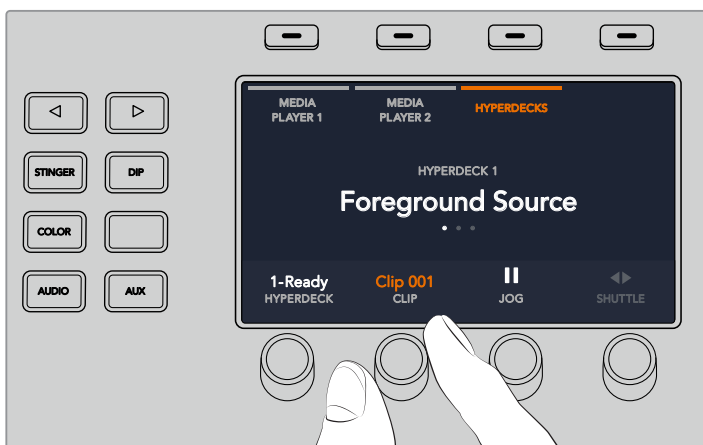 MEDIA
PLAYER 1
MEDIA
PLAYER 2
HYPERDECKS
STINGER
DIP
COLOR
AUDIO
AUX
HYPERDECK 1
Foreground Source
1-Ready
HYPERDECK
Clip 001
CLIP
JOG
SHUTTLE